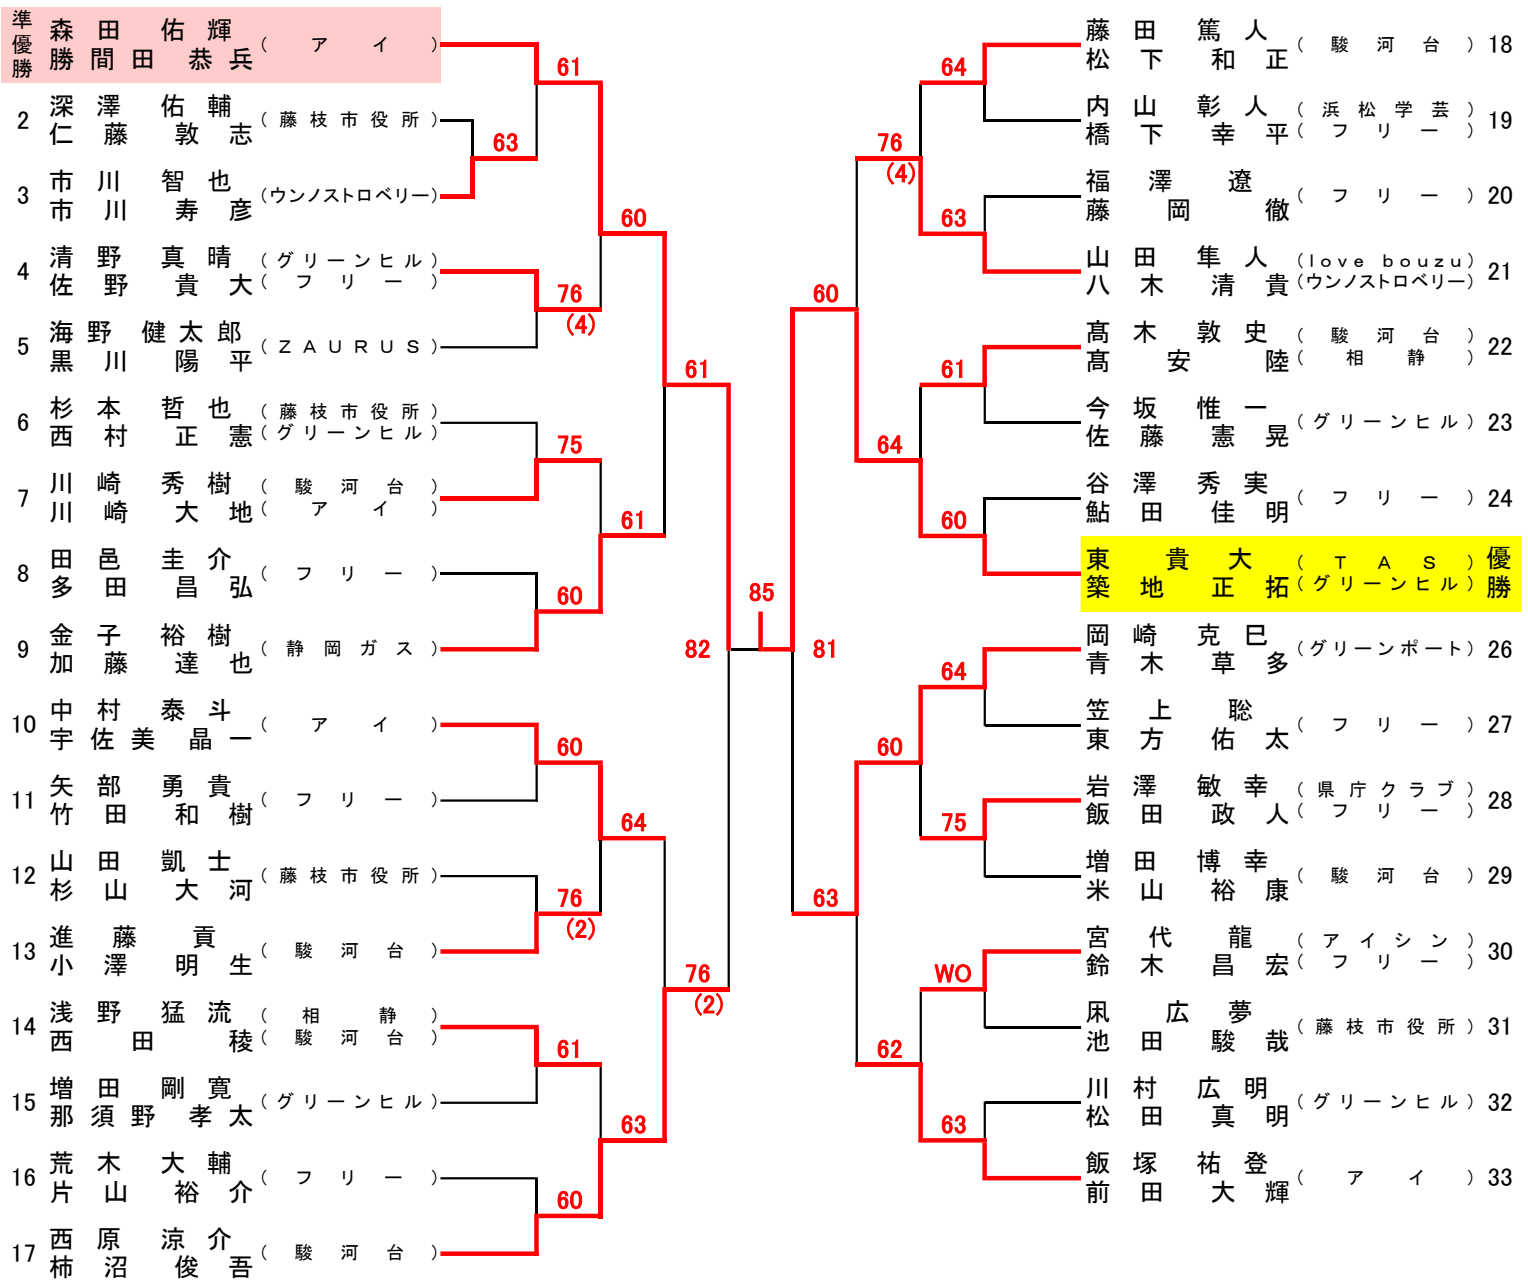 準優勝 森田 佑輝 (アイ)
勝間田 恭兵
2 深澤 佑輔 (藤枝市役所)
仁藤 敦志
3 市川 智也 (ウンノストロベリー)
市川 寿彦
4 清野 真晴 (グリーンヒル)
佐野 貴大 (フリー)
5 海野 健太郎 (ZAURUS)
黒川 陽平
6 杉本 哲也 (藤枝市役所)
西村 正憲 (グリーンヒル)
7 川崎 秀樹 (駿河台)
川崎 大地 (アイ)
8 田邑 圭介 (フリー)
多田 昌弘
9 金子 裕樹 (静岡ガス)
加藤 達也
10 中村 泰斗 (アイ)
宇佐美 晶一
11 矢部 勇貴 (フリー)
竹田 和樹
12 山田 凱士 (藤枝市役所)
杉山 大河
13 進藤 貢 (駿河台)
小澤 明生
14 浅野 猛流 (相静)
西田 稜 (駿河台)
15 増田 剛寛 (グリーンヒル)
那須野 孝太
16 荒木 大輔 (フリー)
片山 裕介
17 西原 涼介 (駿河台)
柿沼 俊吾
61
63
76
(4)
75
60
60
76
(2)
61
60
60
61
64
63
61
76
(2)
82
85
81
60
63
76
(4)
64
60
62
64
63
61
60
64
75
WO
63
藤田 篤人 (駿河台) 18
松下 和正
内山 彰人 (浜松学芸) 19
橋下 幸平 (フリー)
福澤 遼 (フリー) 20
藤岡 徹
山田 隼人 (love bouzu) 21
八木 清貴 (ウンノストロベリー)
髙木 敦史 (駿河台) 22
髙安 陸 (相静)
今坂 惟一 (グリーンヒル) 23
佐藤 憲晃
谷澤 秀実 (フリー) 24
鮎田 佳明
東 貴大 (TAS) 優勝
築地 正拓 (グリーンヒル)
岡崎 克巳 (グリーンポート) 26
青木 草多
笠上 聡 (フリー) 27
東方 佑太
岩澤 敏幸 (県庁クラブ) 28
飯田 政人 (フリー)
増田 博幸 (駿河台) 29
米山 裕康
宮代 龍 (アイシン) 30
鈴木 昌宏 (フリー)
広夢 (藤枝市役所) 31
池田 駿哉
川村 広明 (グリーンヒル) 32
松田 真明
飯塚 祐登 (アイ) 33
前田 大輝